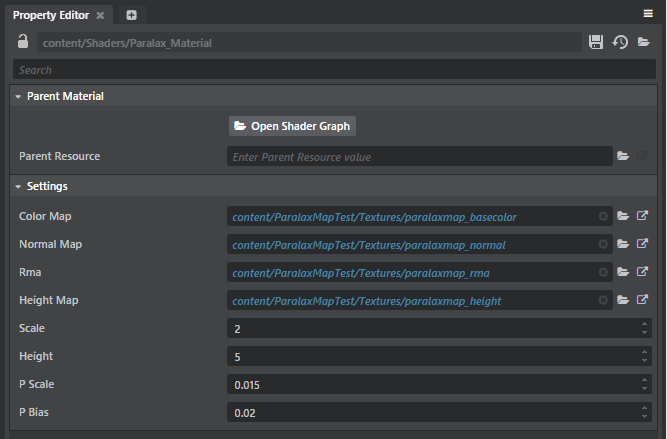 Property Editor
content/Shaders/Paralax_Material
Search
Parent Material
Open Shader Graph
Parent Resource Enter Parent Resource value
Settings
Color Map content/ParalaxMapTest/Textures/paralaxmap_basecolor
Normal Map content/ParalaxMapTest/Textures/paralaxmap_normal
Rma content/ParalaxMapTest/Textures/paralaxmap_rma
Height Map content/ParalaxMapTest/Textures/paralaxmap_height
Scale 2
Height 5
P Scale 0.015
P Bias 0.02